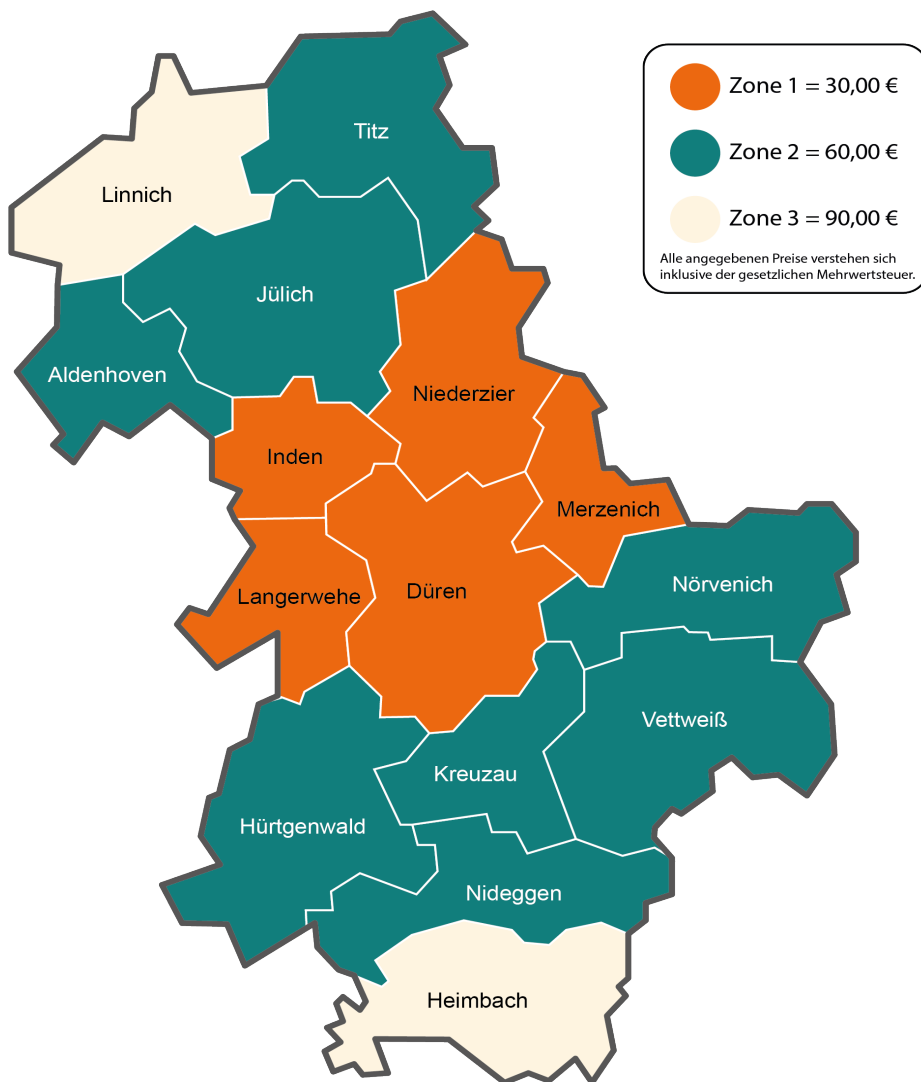 Zone 1 = 30,00 €
Zone 2 = 60,00 €
Zone 3 = 90,00 €
Alle angegebenen Preise verstehen sich
inklusive der gesetzlichen Mehrwertsteuer.
Titz
Linnich
Jülich
Aldenhoven
Niederzier
Inden
Merzenich
Langerwehe
Düren
Nörvenich
Vettweiß
Kreuzau
Hürtgenwald
Nideggen
Heimbach